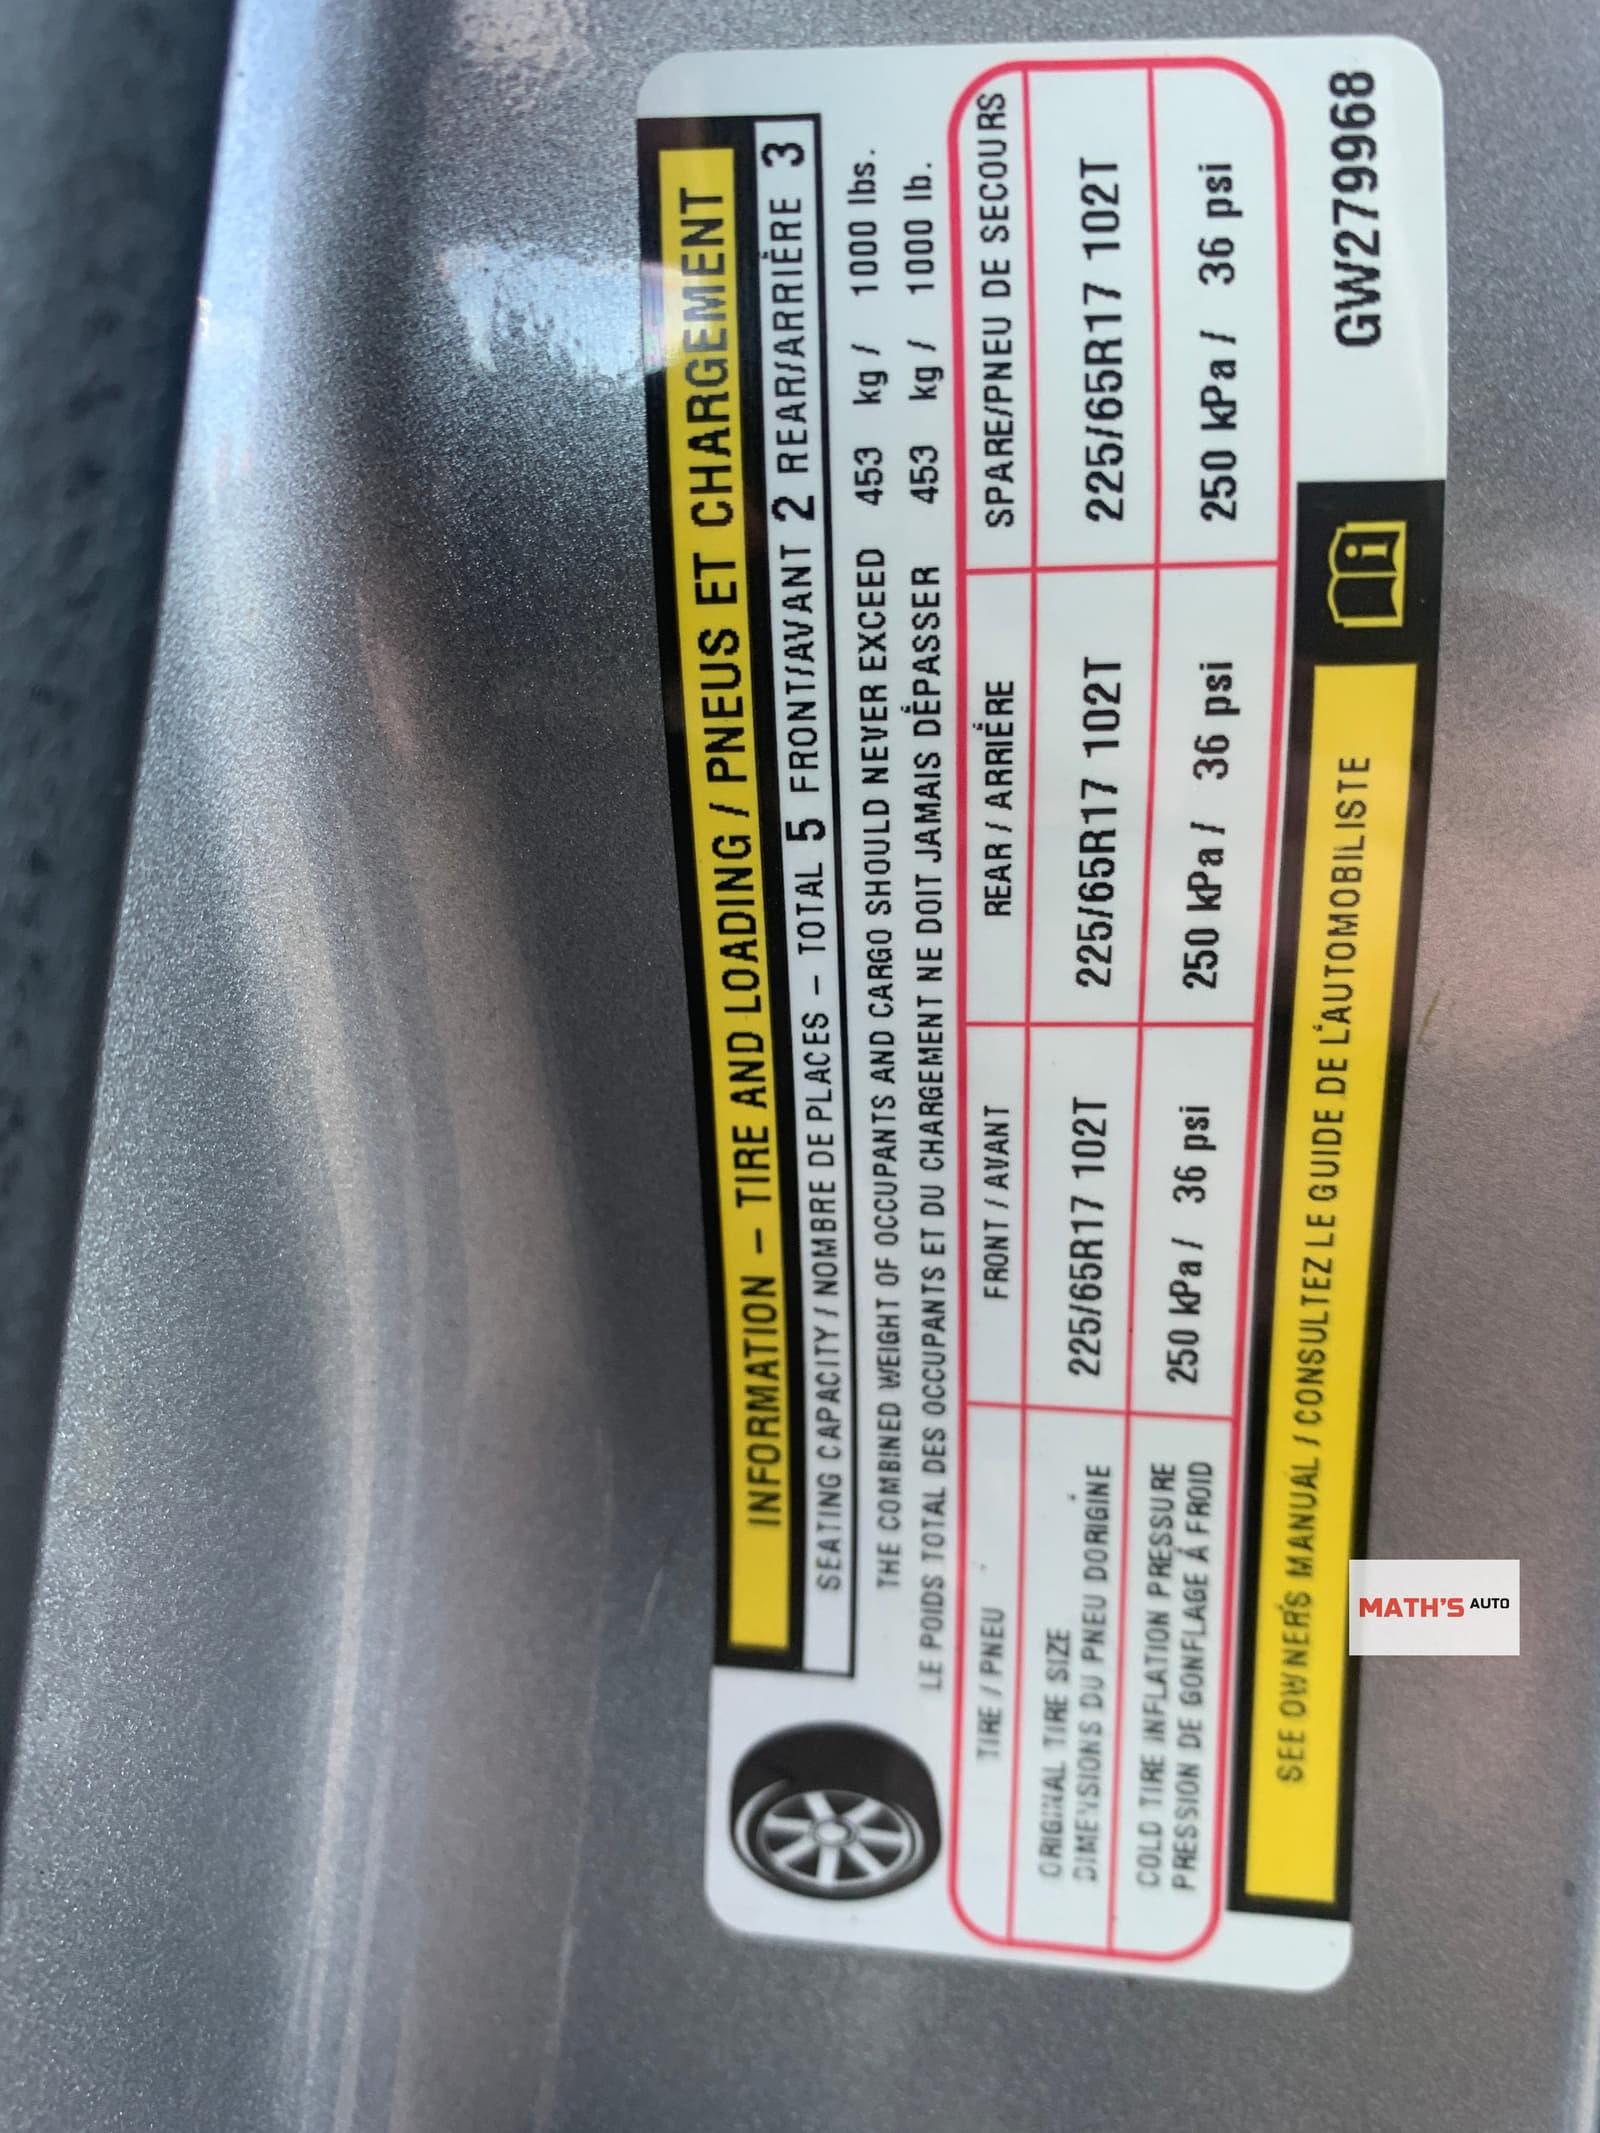 INFORMATION – TIRE AND LOADING / PNEUS ET CHARGEMENT
SEATING CAPACITY / NOMBRE DE PLACES – TOTAL 5 FRONT/AVANT 2 REAR/ARRIÈRE 3
THE COMBINED WEIGHT OF OCCUPANTS AND CARGO SHOULD NEVER EXCEED 453 kg / 1000 lbs.
LE POIDS TOTAL DES OCCUPANTS ET DU CHARGEMENT NE DOIT JAMAIS DÉPASSER 453 kg / 1000 lb.
TIRE / PNEU FRONT / AVANT REAR / ARRIÈRE SPARE/PNEU DE SECOURS
ORIGINAL TIRE SIZE
DIMENSIONS DU PNEU D'ORIGINE 225/65R17 102T 225/65R17 102T 225/65R17 102T
COLD TIRE INFLATION PRESSURE
PRESSION DE GONFLAGE À FROID 250 kPa / 36 psi 250 kPa / 36 psi 250 kPa / 36 psi
SEE OWNER'S MANUAL / CONSULTEZ LE GUIDE DE L'AUTOMOBILISTE
GW279968
MATH'S AUTO